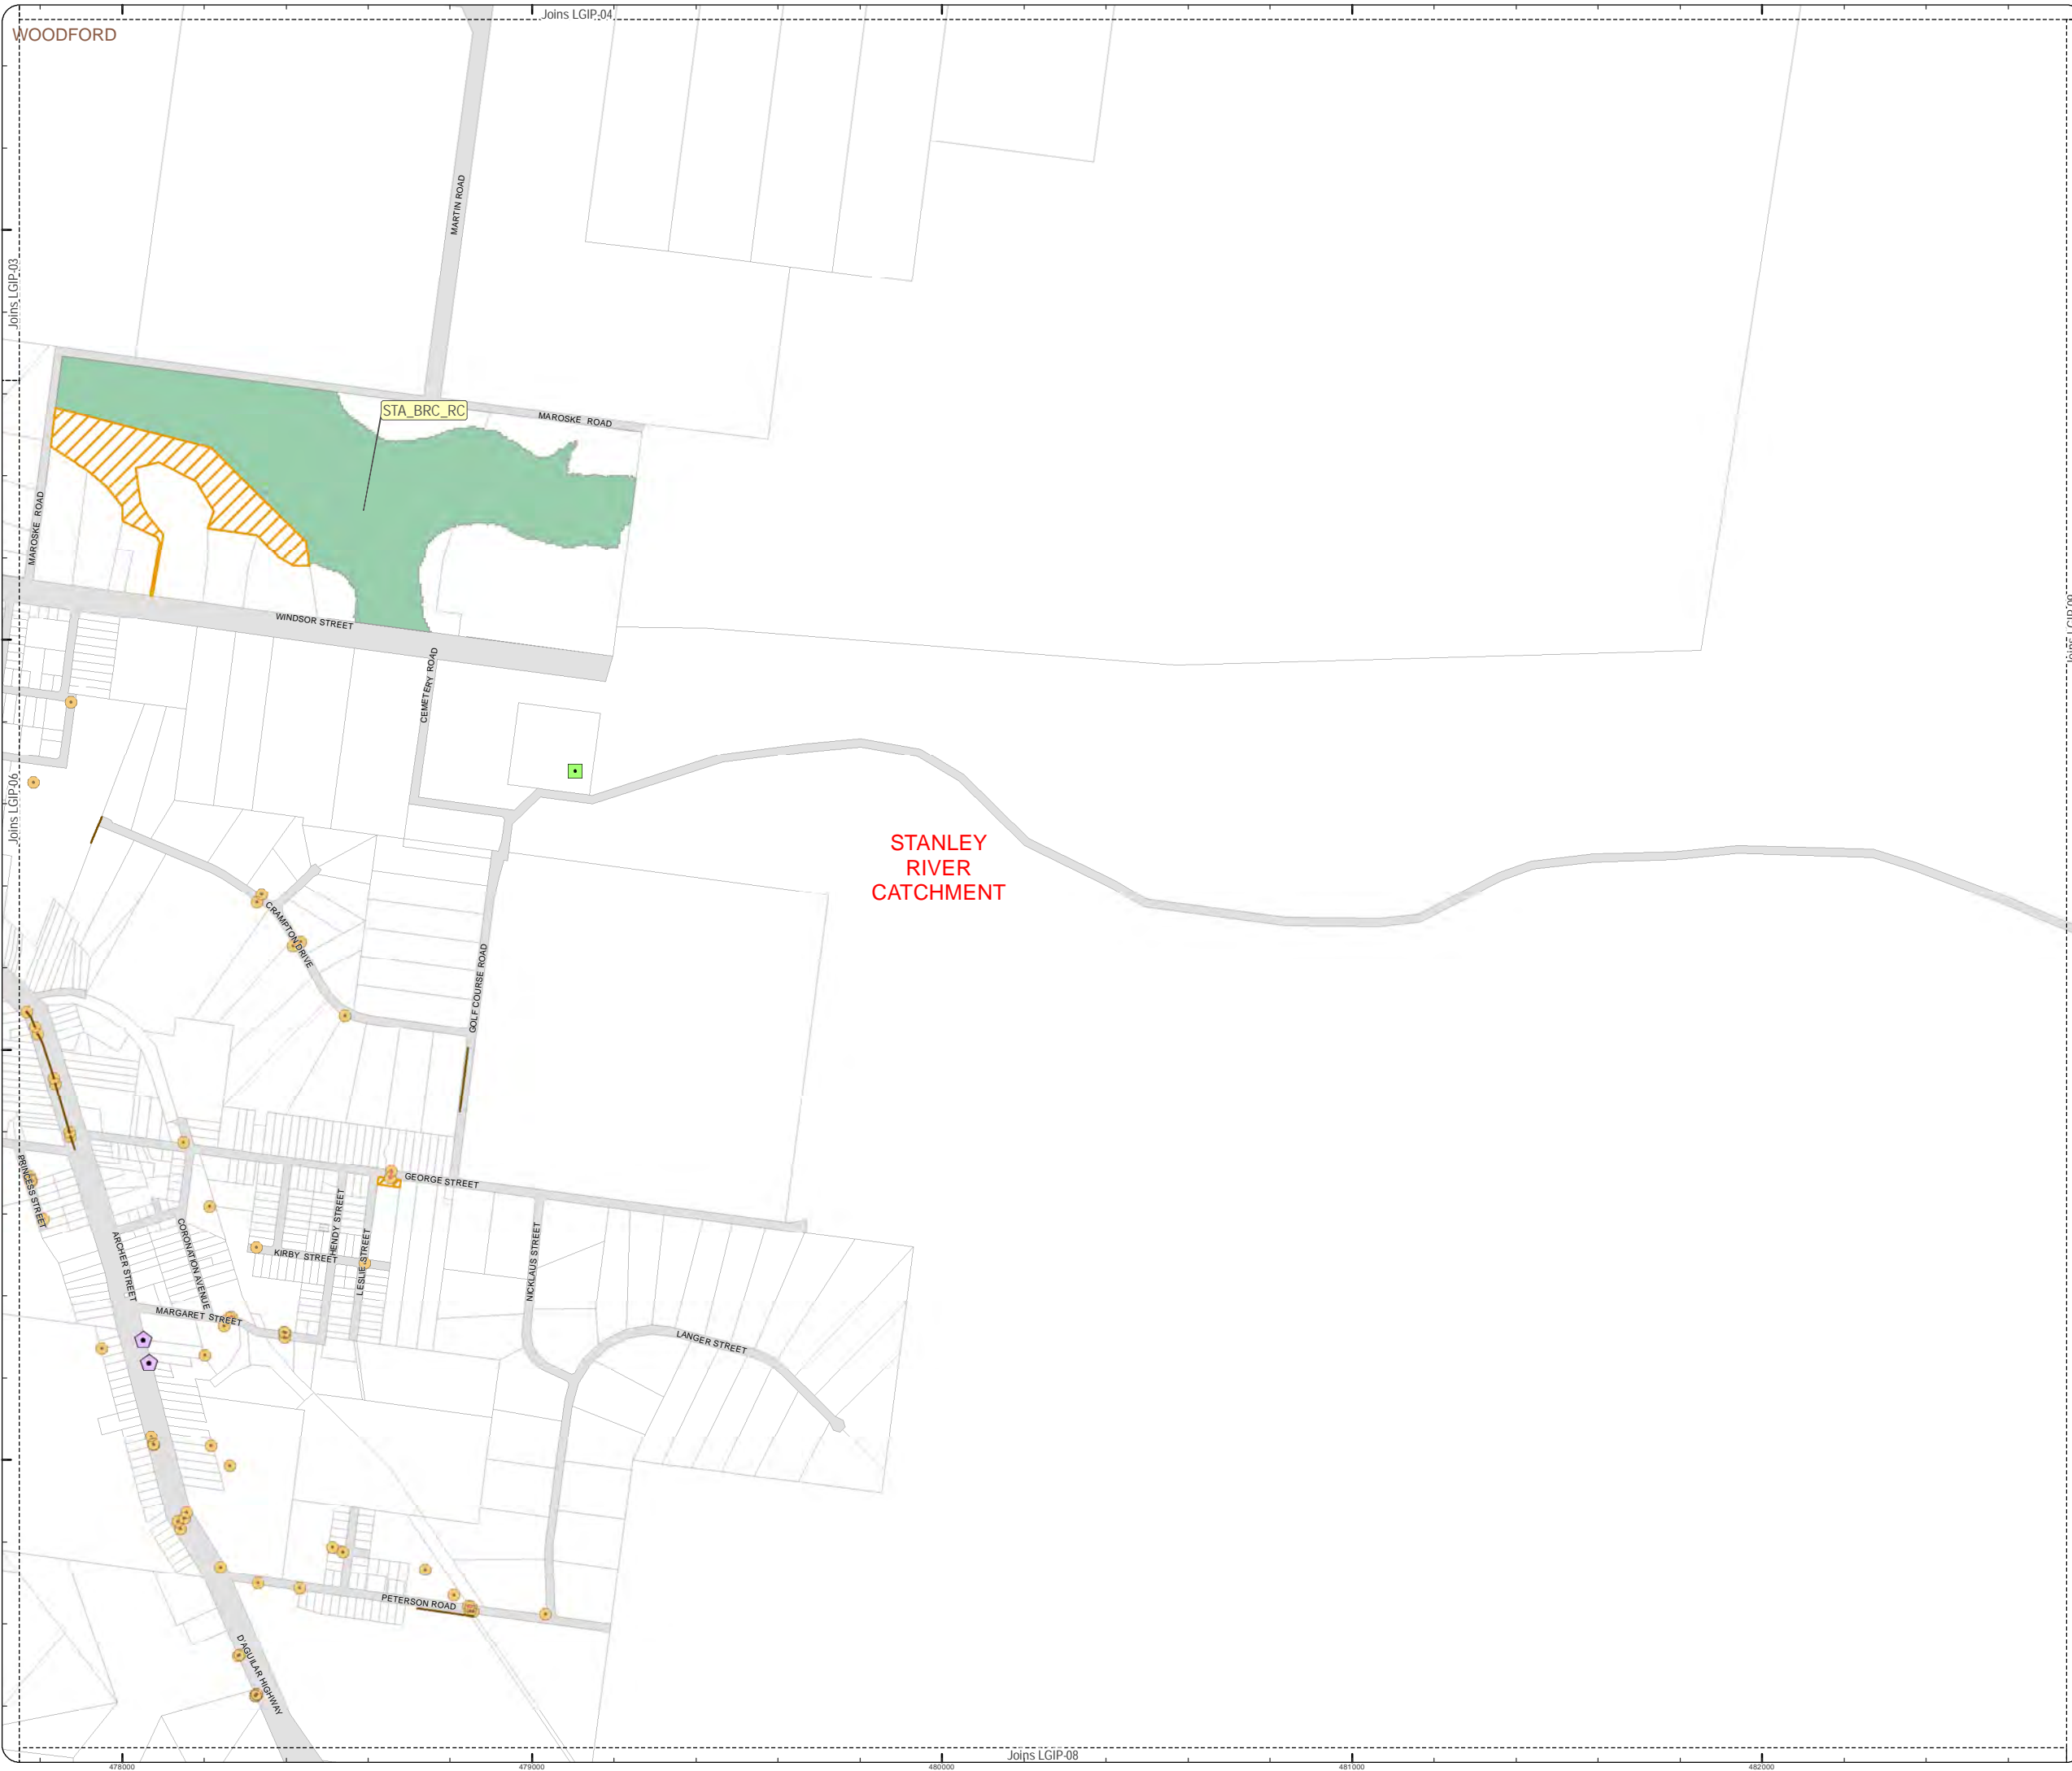 Joins LGIP-04
WOODFORD
MARTIN ROAD
Joins LGIP-03
STA_BRC_RC
MAROSKE ROAD
MAROSKE ROAD
WINDSOR STREET
CEMETERY ROAD
Joins LGIP-06
STANLEY
RIVER
CATCHMENT
CRAMPTON DRIVE
GOLF COURSE ROAD
PRINCESS STREET
GEORGE STREET
HENDY STREET
CORONATION AVENUE
ARCHER STREET
KIRBY STREET
LESLIE STREET
NICKLAUS STREET
MARGARET STREET
LANGER STREET
PETERSON ROAD
D'AGUILAR HIGHWAY
Joins LGIP-08
478000
479000
480000
481000
482000